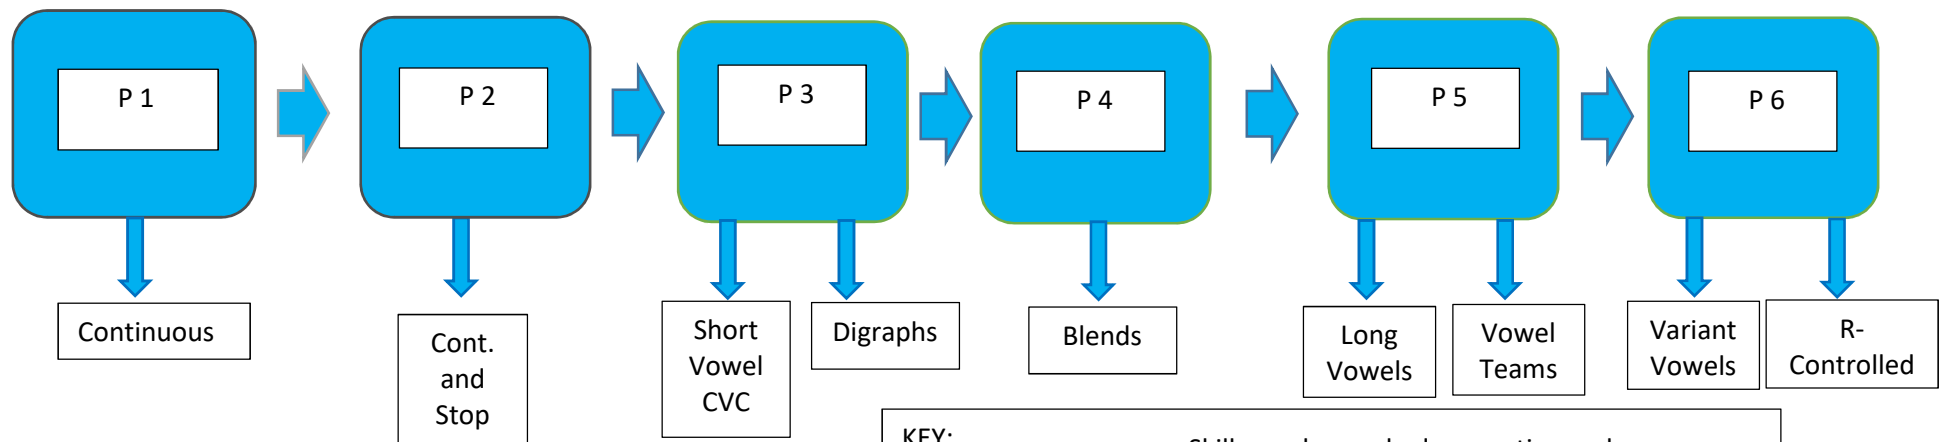 P 1
P 2
P 3
P 4
P 5
P 6
Continuous
Cont.
and
Stop
Short
Vowel
CVC
Digraphs
Blends
Long
Vowels
Vowel
Teams
Variant
Vowels
R-
Controlled
KEY: